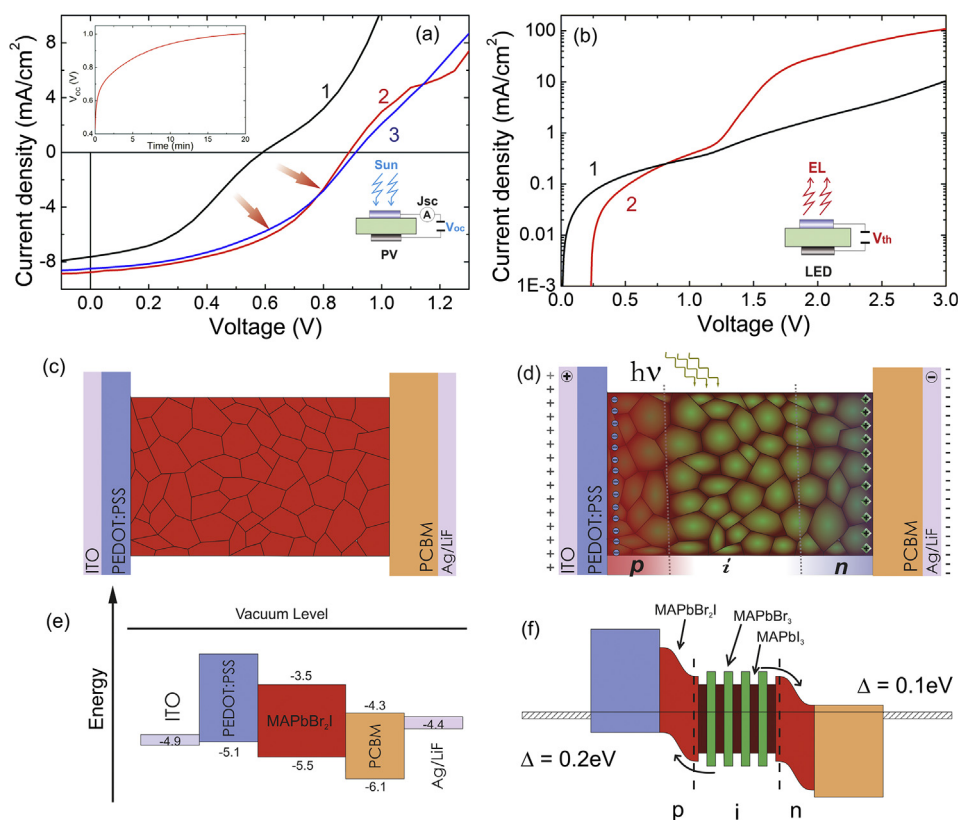 (a)
Current density (mA/cm²)
8
4
0
-4
-8
0.0 0.2 0.4 0.6 0.8 1.0 1.2
Voltage (V)
Voc (V)
1.0
0.8
0.6
0.4
0 5 10 15 20
Time (min)
1
2
3
Sun
Jsc
A
Voc
PV
(b)
Current density (mA/cm²)
100
10
1
0.1
0.01
1E-3
0.0 0.5 1.0 1.5 2.0 2.5 3.0
Voltage (V)
1
2
EL
Vth
LED
(c)
ITO
PEDOT:PSS
PCBM
Ag/LiF
(d)
hν
ITO
PEDOT:PSS
p i n
PCBM
Ag/LiF
(e)
Energy
Vacuum Level
ITO
-4.9
PEDOT:PSS
-5.1
-3.5
MAPbBr₂I
-5.5
-4.3
PCBM
-6.1
-4.4
Ag/LiF
(f)
MAPbBr₂I
MAPbBr₃
MAPbI₃
Δ = 0.1eV
Δ = 0.2eV
p i n